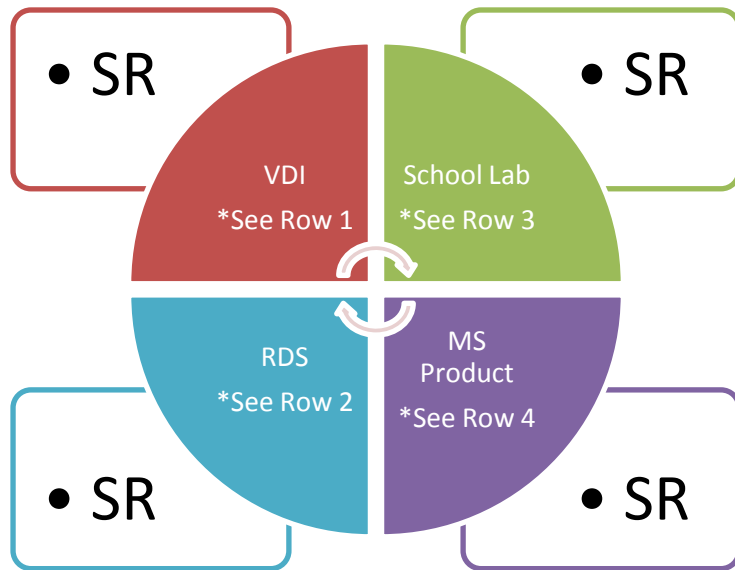 • SR
• SR
VDI
*See Row 1
School Lab
*See Row 3
RDS
*See Row 2
MS
Product
*See Row 4
• SR
• SR